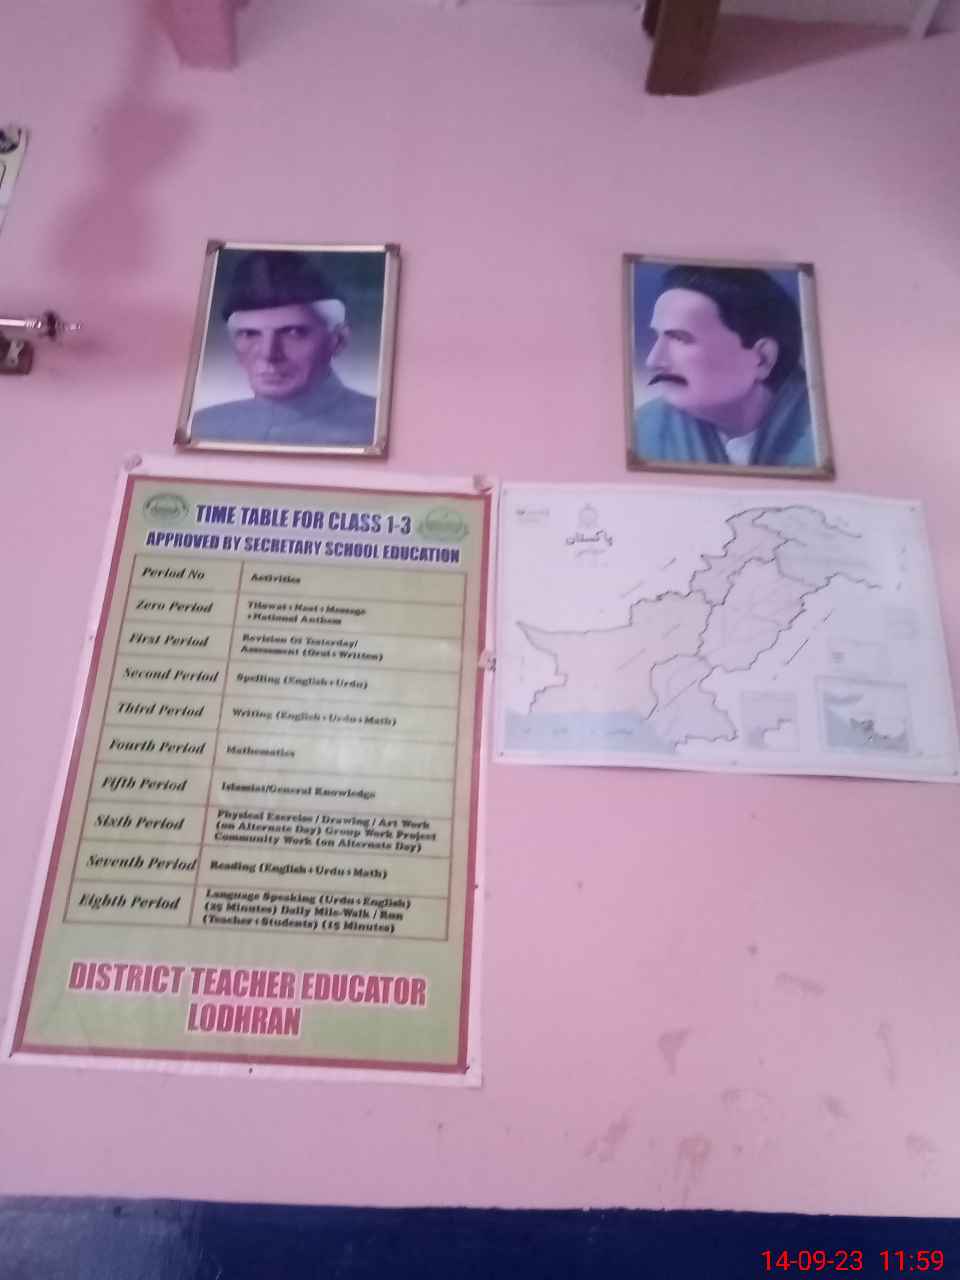 TIME TABLE FOR CLASS 1-3
APPROVED BY SECRETARY SCHOOL EDUCATION
Period No Activities
Zero Period Tilawat+Naat+Message
+National Anthem
First Period Revision Of Yesterday/
Assessment (Oral+Written)
Second Period Spelling (English+Urdu)
Third Period Writing (English+Urdu+Math)
Fourth Period Mathematics
Fifth Period Islamiat/General Knowledge
Sixth Period Physical Exercise / Drawing / Art Work
(on Alternate Day) Group Work Project
Community Work (on Alternate Day)
Seventh Period Reading (English+Urdu+Math)
Eighth Period Language Speaking (Urdu+English)
(25 Minutes) Daily Mile-Walk / Run
(Teacher+Students) (15 Minutes)
DISTRICT TEACHER EDUCATOR
LODHRAN
پاکستان
14-09-23 11:59